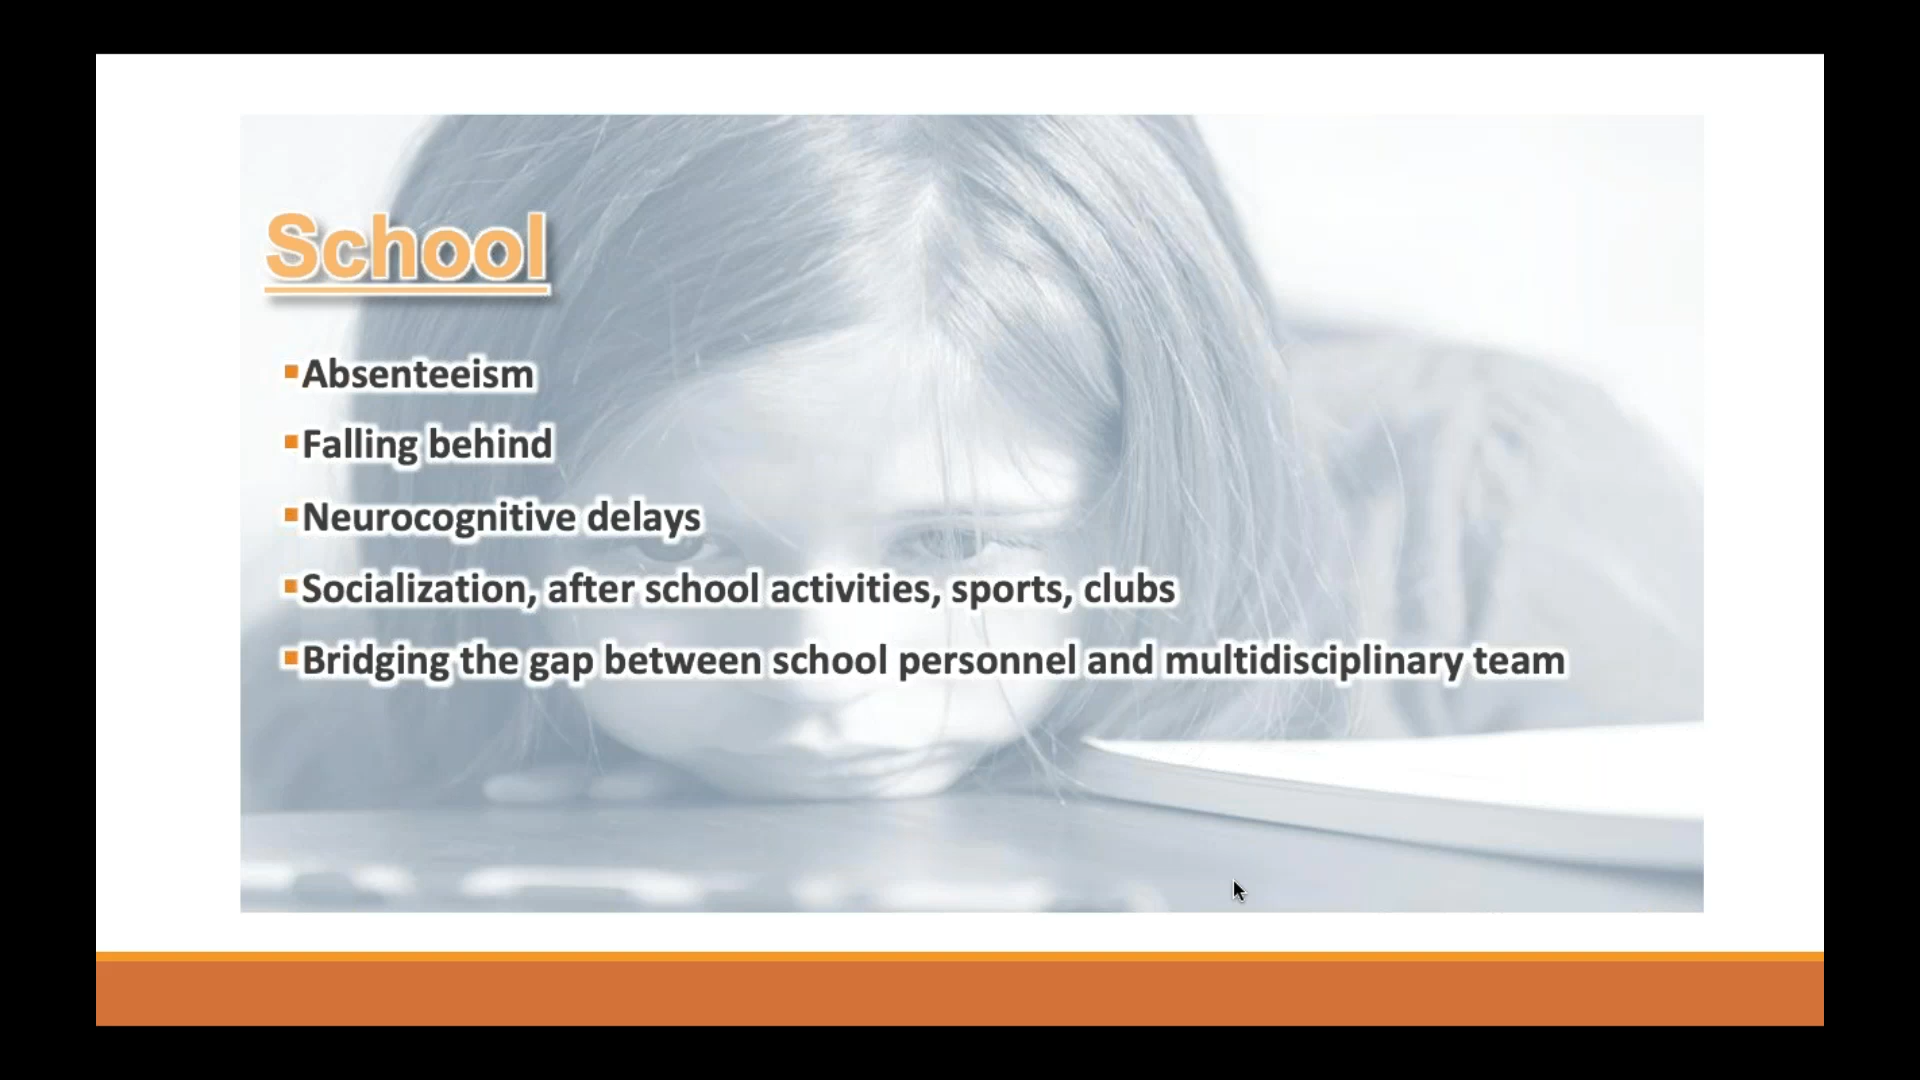 School
▪Absenteeism
▪Falling behind
▪Neurocognitive delays
▪Socialization, after school activities, sports, clubs
▪Bridging the gap between school personnel and multidisciplinary team